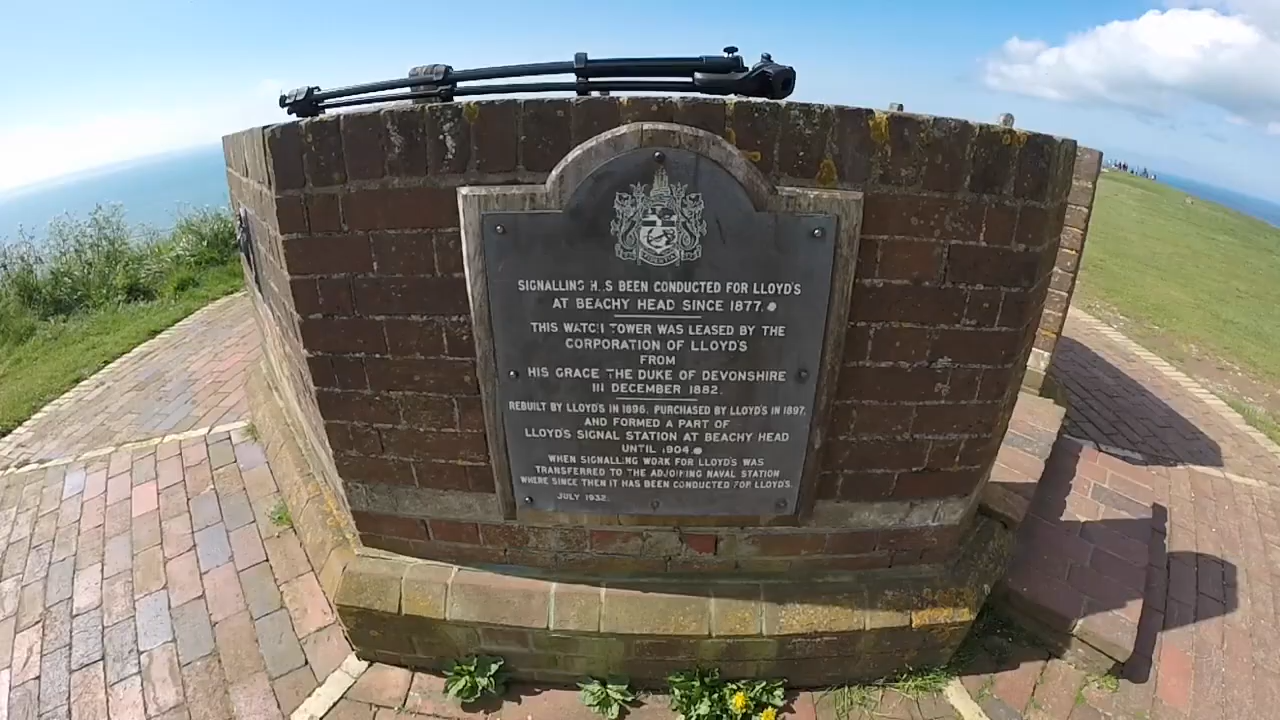 SIGNALLING H.S BEEN CONDUCTED FOR LLOYD'S
AT BEACHY HEAD SINCE 1877.
THIS WATCH TOWER WAS LEASED BY THE
CORPORATION OF LLOYD'S
FROM
HIS GRACE THE DUKE OF DEVONSHIRE
III DECEMBER 1882.
REBUILT BY LLOYD'S IN 1896. PURCHASED BY LLOYD'S IN 1897.
AND FORMED A PART OF
LLOYD'S SIGNAL STATION AT BEACHY HEAD
UNTIL 1904.
WHEN SIGNALLING WORK FOR LLOYD'S WAS
TRANSFERRED TO THE ADJOINING NAVAL STATION
WHERE SINCE THEN IT HAS BEEN CONDUCTED FOR LLOYD'S.
JULY 1932.